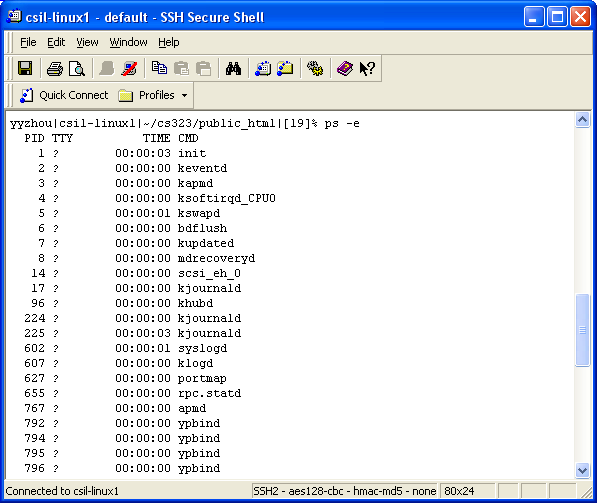 csil-linux1 - default - SSH Secure Shell
File Edit View Window Help
Quick Connect Profiles
yyzhou|csil-linux1|~/cs323/public_html|[19]% ps -e
PID TTY TIME CMD
1 ? 00:00:03 init
2 ? 00:00:00 keventd
3 ? 00:00:00 kapmd
4 ? 00:00:00 ksoftirqd_CPU0
5 ? 00:00:01 kswapd
6 ? 00:00:00 bdflush
7 ? 00:00:00 kupdated
8 ? 00:00:00 mdrecoveryd
14 ? 00:00:00 scsi_eh_0
17 ? 00:00:00 kjournald
96 ? 00:00:00 khubd
224 ? 00:00:00 kjournald
225 ? 00:00:03 kjournald
602 ? 00:00:01 syslogd
607 ? 00:00:00 klogd
627 ? 00:00:00 portmap
655 ? 00:00:00 rpc.statd
767 ? 00:00:00 apmd
792 ? 00:00:00 ypbind
794 ? 00:00:00 ypbind
795 ? 00:00:00 ypbind
796 ? 00:00:00 ypbind
Connected to csil-linux1 SSH2 - aes128-cbc - hmac-md5 - none 80x24